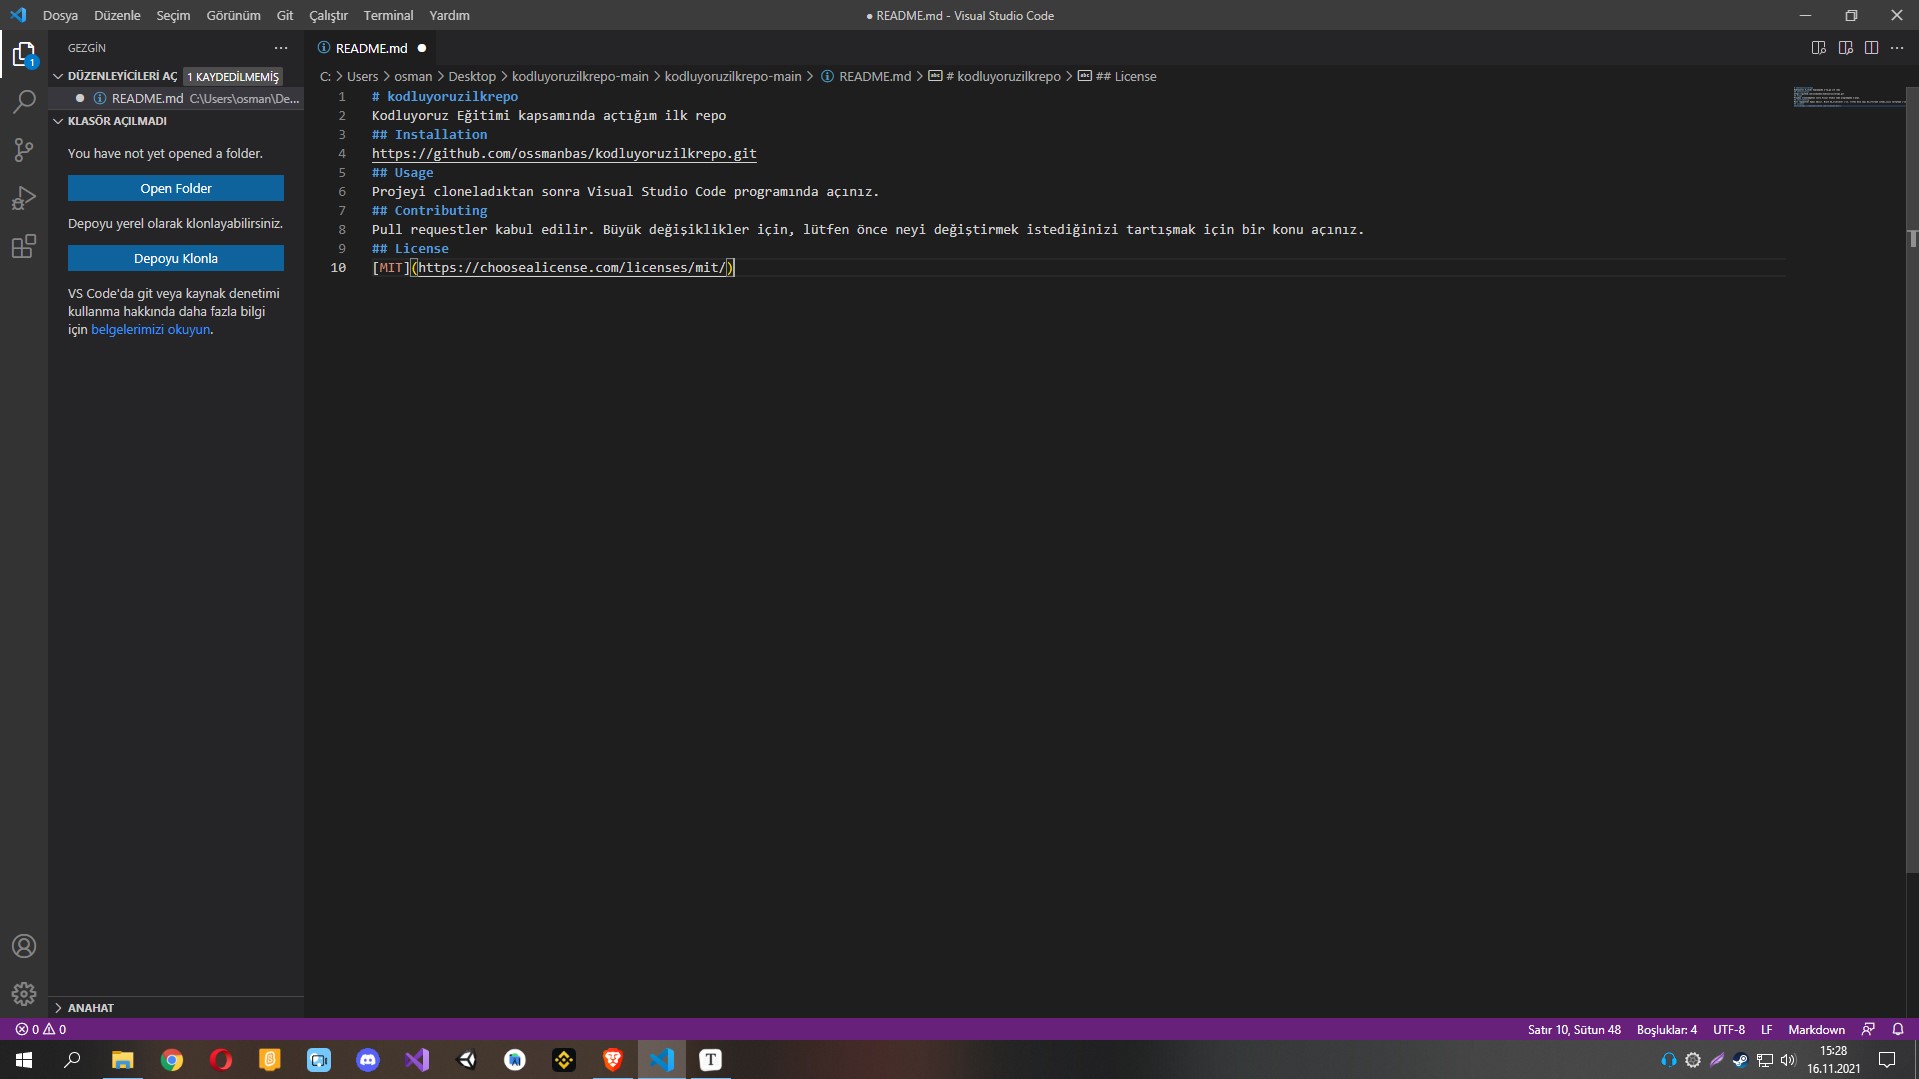 Dosya Düzenle Seçim Görünüm Git Çalıştır Terminal Yardım
● README.md - Visual Studio Code
GEZGİN
README.md
DÜZENLEYİCİLERİ AÇ 1 KAYDEDİLMEMİŞ
README.md C:\Users\osman\De...
KLASÖR AÇILMADI
You have not yet opened a folder.
Open Folder
Depoyu yerel olarak klonlayabilirsiniz.
Depoyu Klonla
VS Code'da git veya kaynak denetimi
kullanma hakkında daha fazla bilgi
için belgelerimizi okuyun.
ANAHAT
C: > Users > osman > Desktop > kodluyoruzilkrepo-main > kodluyoruzilkrepo-main > README.md > # kodluyoruzilkrepo > ## License
1 # kodluyoruzilkrepo
2 Kodluyoruz Eğitimi kapsamında açtığım ilk repo
3 ## Installation
4 https://github.com/ossmanbas/kodluyoruzilkrepo.git
5 ## Usage
6 Projeyi cloneladıktan sonra Visual Studio Code programında açınız.
7 ## Contributing
8 Pull requestler kabul edilir. Büyük değişiklikler için, lütfen önce neyi değiştirmek istediğinizi tartışmak için bir konu açınız.
9 ## License
10 [MIT](https://choosealicense.com/licenses/mit/)
0 0
Satır 10, Sütun 48 Boşluklar: 4 UTF-8 LF Markdown
15:28
16.11.2021